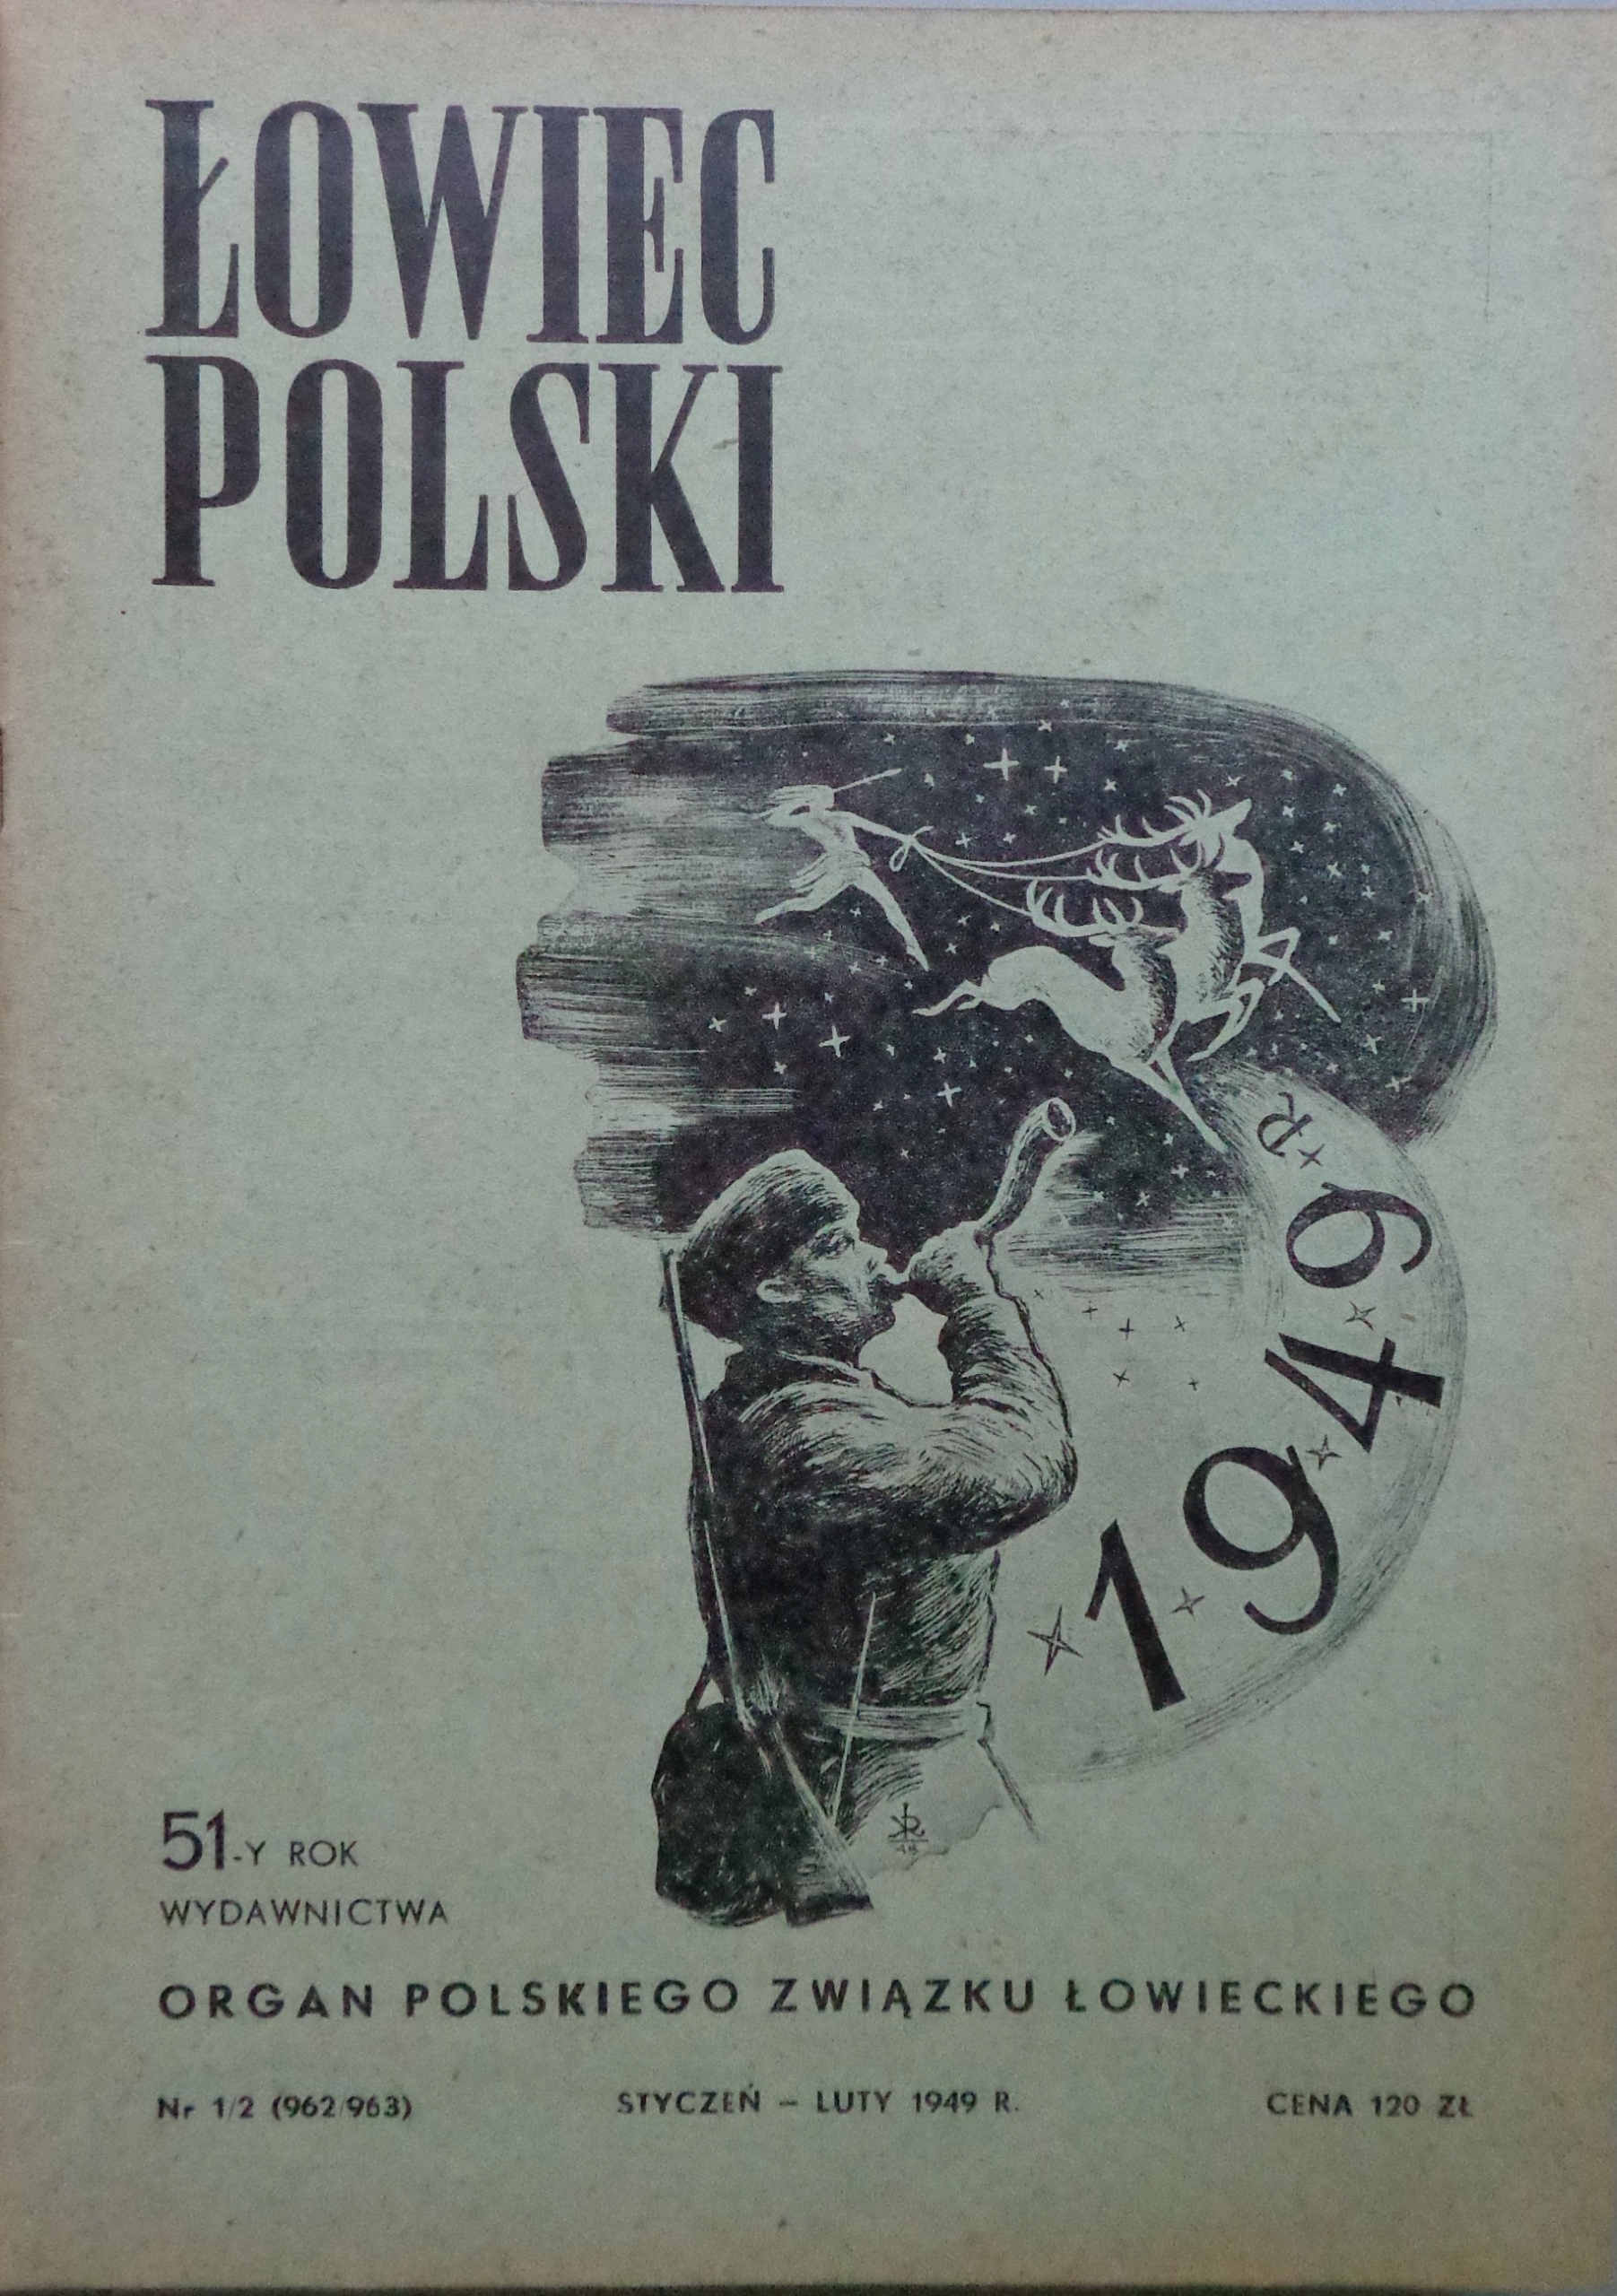 ŁOWIEC
POLSKI
1949 R
51-Y ROK
WYDAWNICTWA
ORGAN POLSKIEGO ZWIĄZKU ŁOWIECKIEGO
Nr 1/2 (962/963)
STYCZEŃ – LUTY 1949 R.
CENA 120 ZŁ